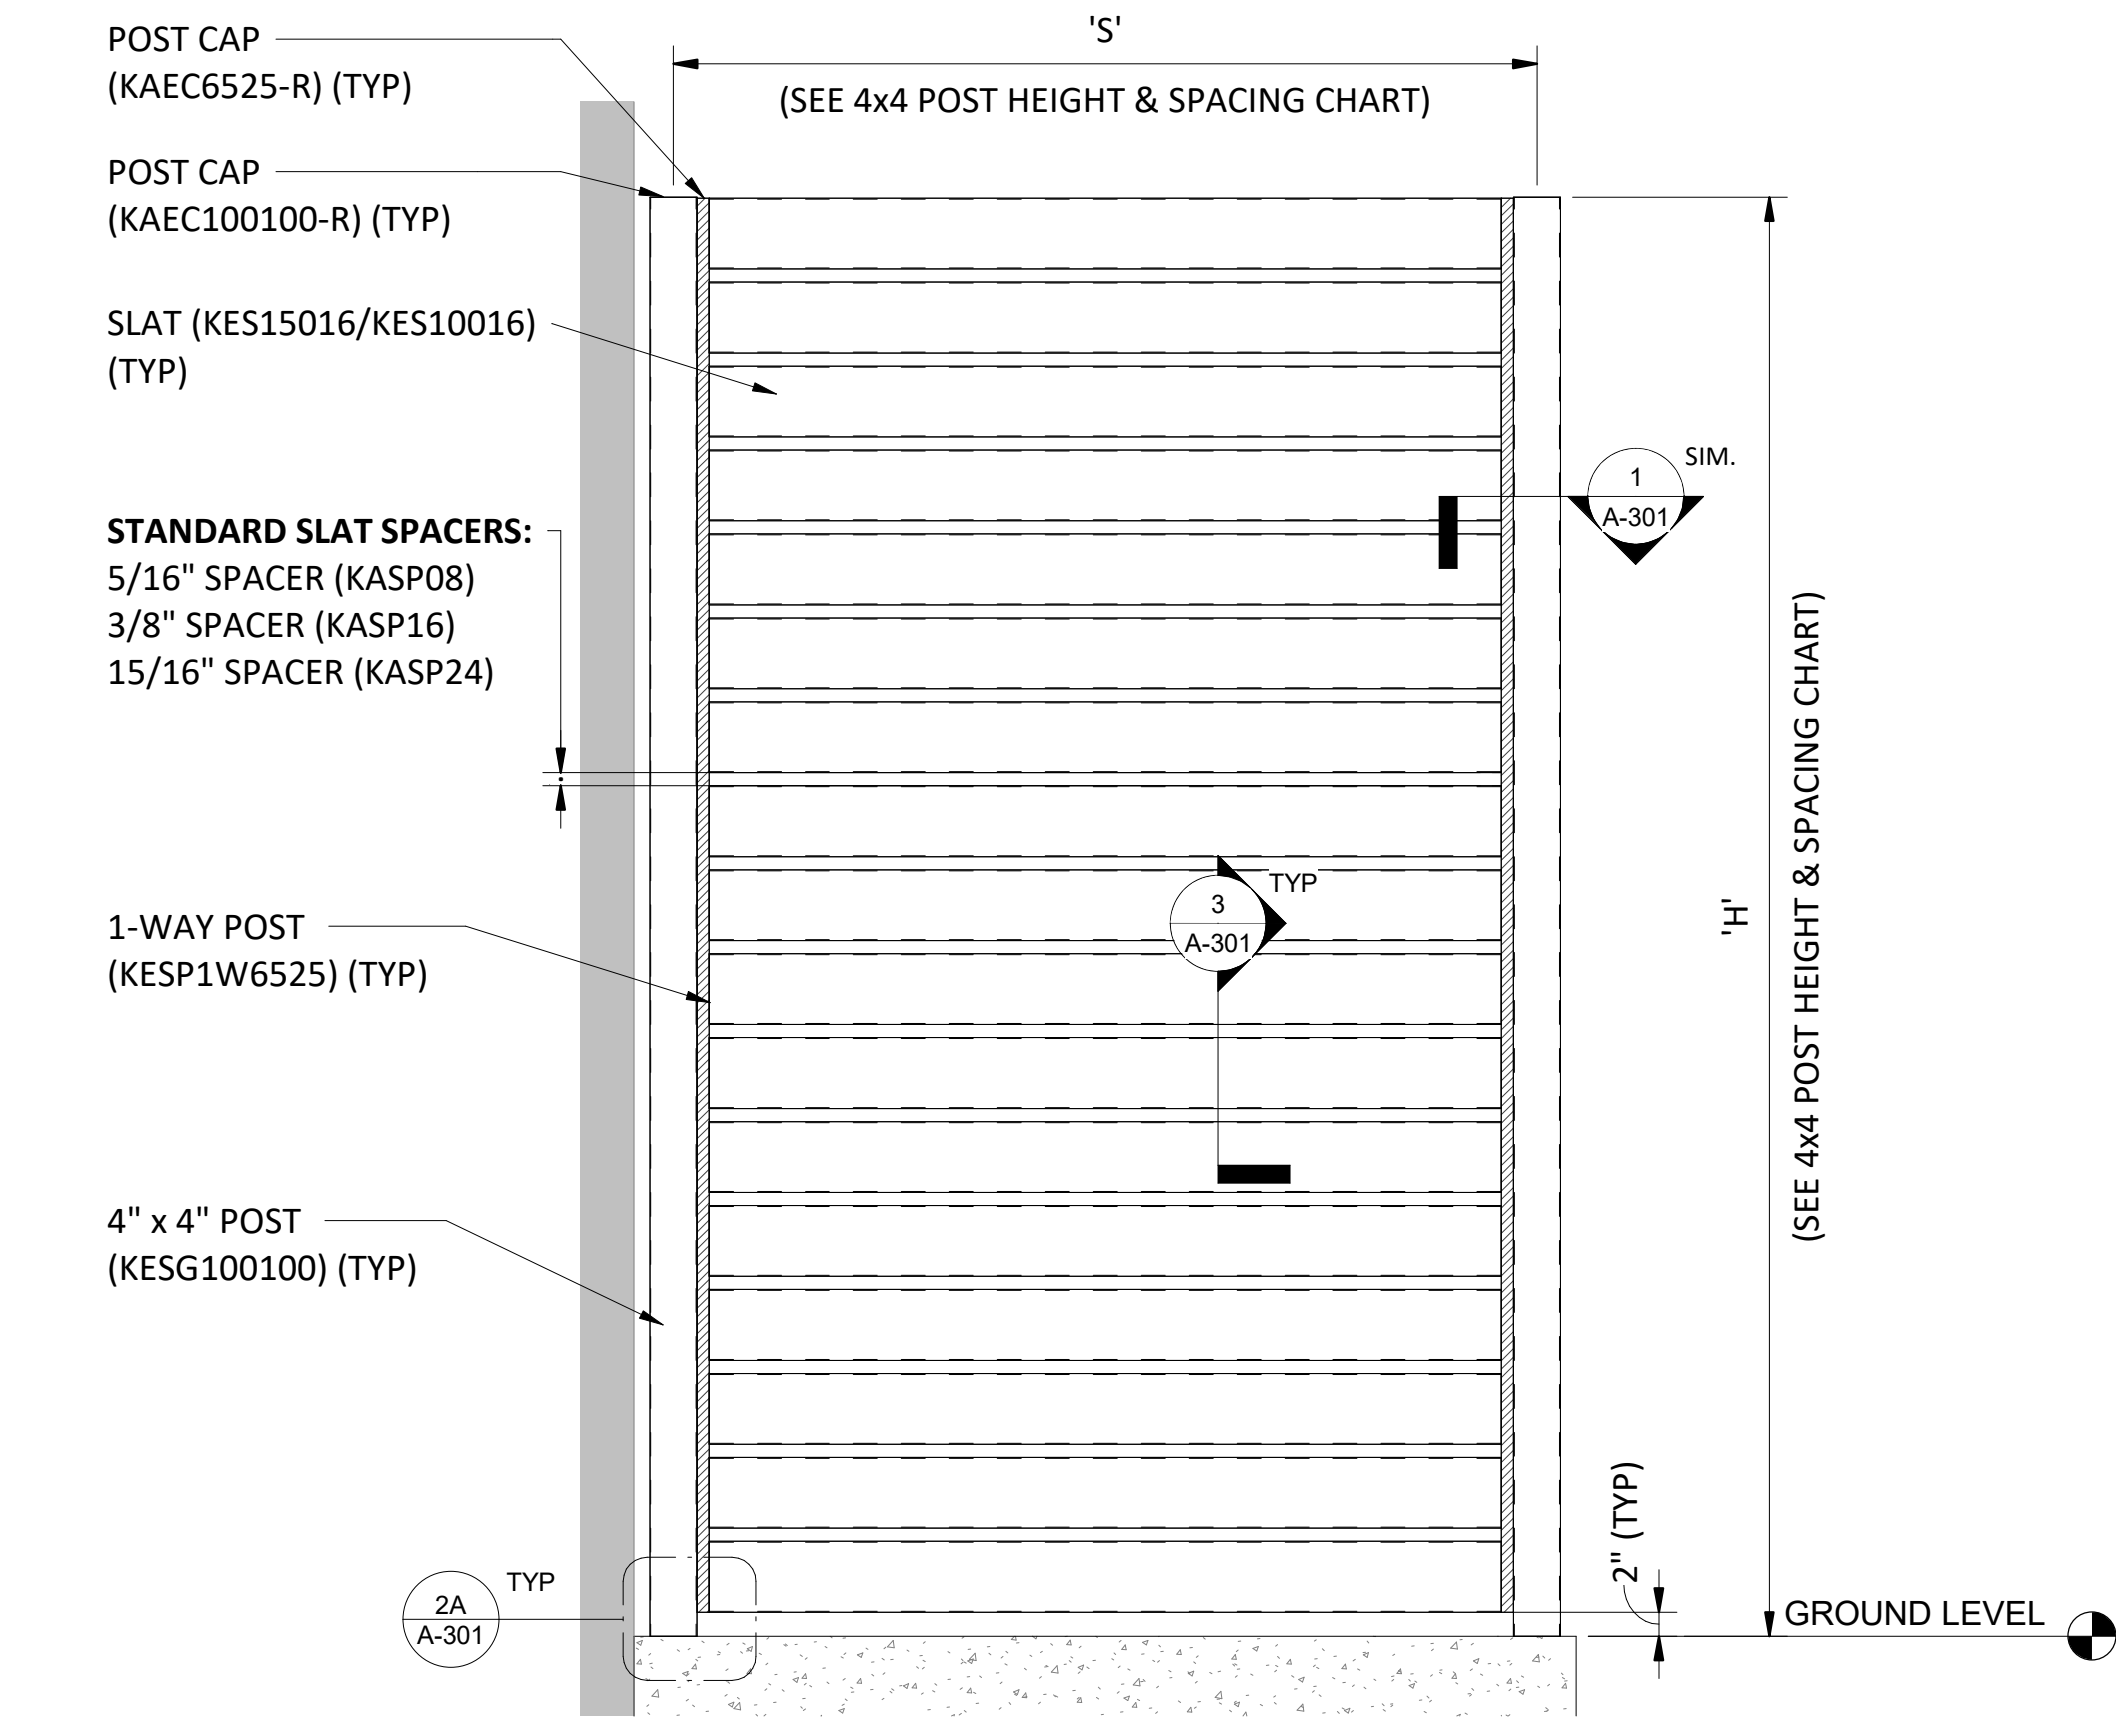 'S'
(SEE 4x4 POST HEIGHT & SPACING CHART)
POST CAP
(KAEC6525-R) (TYP)
POST CAP
(KAEC100100-R) (TYP)
SLAT (KES15016/KES10016)
(TYP)
1
A-301
SIM.
STANDARD SLAT SPACERS:
5/16" SPACER (KASP08)
3/8" SPACER (KASP16)
15/16" SPACER (KASP24)
3
A-301
TYP
1-WAY POST
(KESP1W6525) (TYP)
'H'
(SEE 4x4 POST HEIGHT & SPACING CHART)
4" x 4" POST
(KESG100100) (TYP)
2" (TYP)
2A
A-301
TYP
GROUND LEVEL